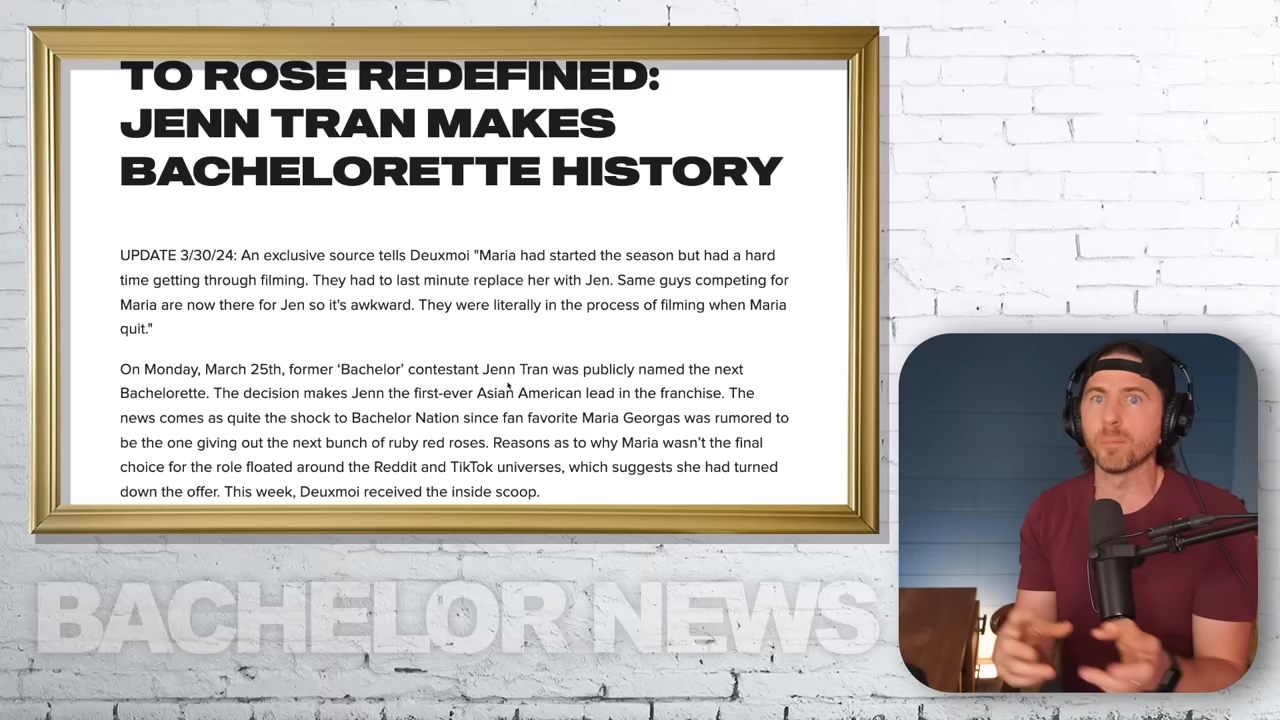 TO ROSE REDEFINED:
JENN TRAN MAKES
BACHELORETTE HISTORY
UPDATE 3/30/24: An exclusive source tells Deuxmoi "Maria had started the season but had a hard
time getting through filming. They had to last minute replace her with Jen. Same guys competing for
Maria are now there for Jen so it's awkward. They were literally in the process of filming when Maria
quit."
On Monday, March 25th, former ‘Bachelor’ contestant Jenn Tran was publicly named the next
Bachelorette. The decision makes Jenn the first-ever Asian American lead in the franchise. The
news comes as quite the shock to Bachelor Nation since fan favorite Maria Georgas was rumored to
be the one giving out the next bunch of ruby red roses. Reasons as to why Maria wasn’t the final
choice for the role floated around the Reddit and TikTok universes, which suggests she had turned
down the offer. This week, Deuxmoi received the inside scoop.
BACHELOR NEWS